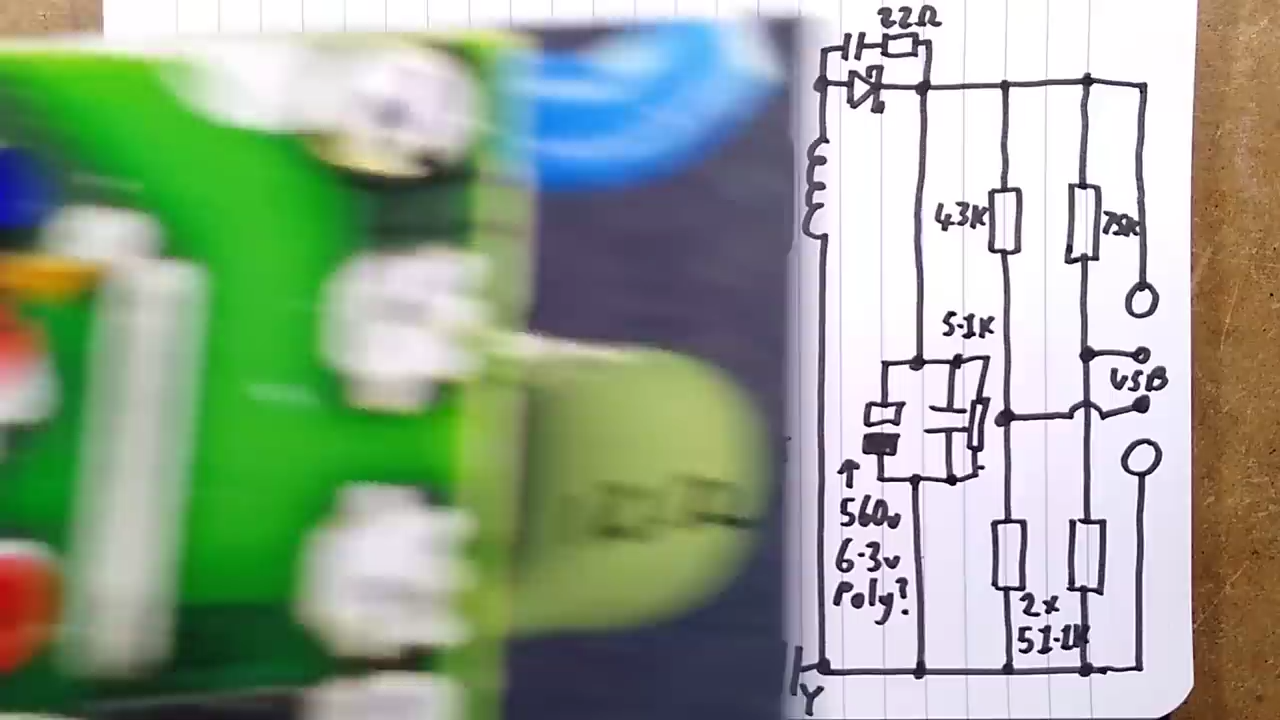 22Ω
43K
75K
5.1K
USB
↑
560u
6.3v
Poly?
2x
51.1K
Y